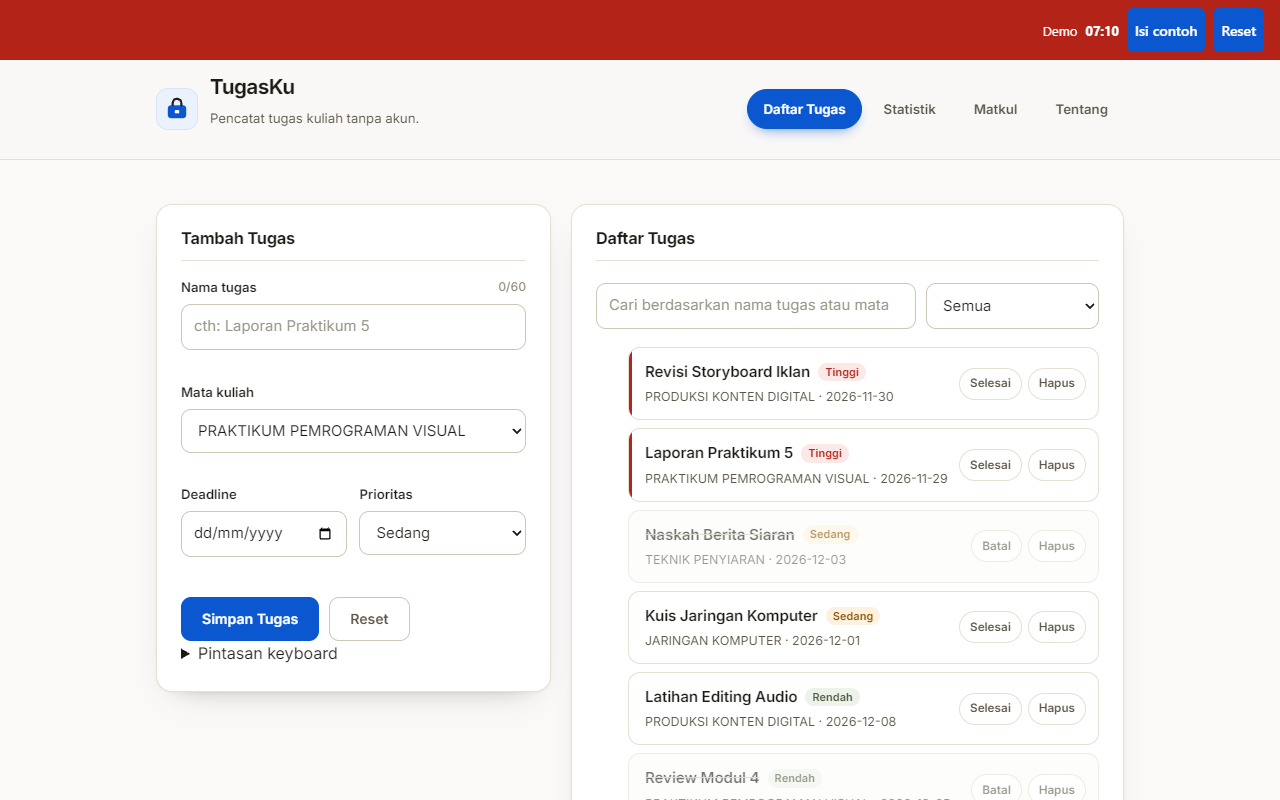 Demo 07:10 Isi contoh Reset
TugasKu
Pencatat tugas kuliah tanpa akun.
Daftar Tugas Statistik Matkul Tentang
Tambah Tugas
Nama tugas 0/60
cth: Laporan Praktikum 5
Mata kuliah
PRAKTIKUM PEMROGRAMAN VISUAL
Deadline Prioritas
dd/mm/yyyy Sedang
Simpan Tugas Reset
Pintasan keyboard
Daftar Tugas
Cari berdasarkan nama tugas atau mata Semua
Revisi Storyboard Iklan Tinggi
PRODUKSI KONTEN DIGITAL · 2026-11-30
Selesai Hapus
Laporan Praktikum 5 Tinggi
PRAKTIKUM PEMROGRAMAN VISUAL · 2026-11-29
Selesai Hapus
Naskah Berita Siaran Sedang
TEKNIK PENYIARAN · 2026-12-03
Batal Hapus
Kuis Jaringan Komputer Sedang
JARINGAN KOMPUTER · 2026-12-01
Selesai Hapus
Latihan Editing Audio Rendah
PRODUKSI KONTEN DIGITAL · 2026-12-08
Selesai Hapus
Review Modul 4 Rendah
Batal Hapus